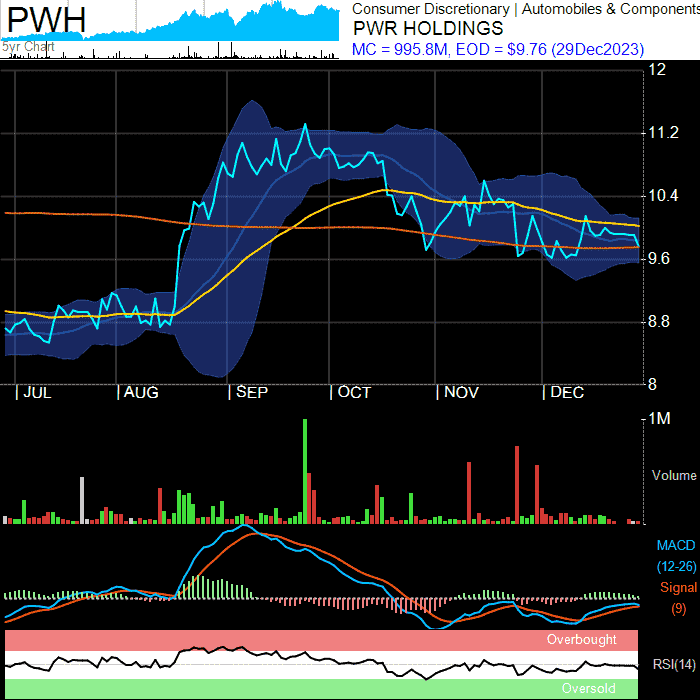 PWH
5yr Chart
Consumer Discretionary | Automobiles & Components
PWR HOLDINGS
MC = 995.8M, EOD = $9.76 (29Dec2023)
12
11.2
10.4
9.6
8.8
8
| JUL | AUG | SEP | OCT | NOV | DEC
1M
Volume
MACD
(12-26)
Signal
(9)
Overbought
RSI(14)
Oversold